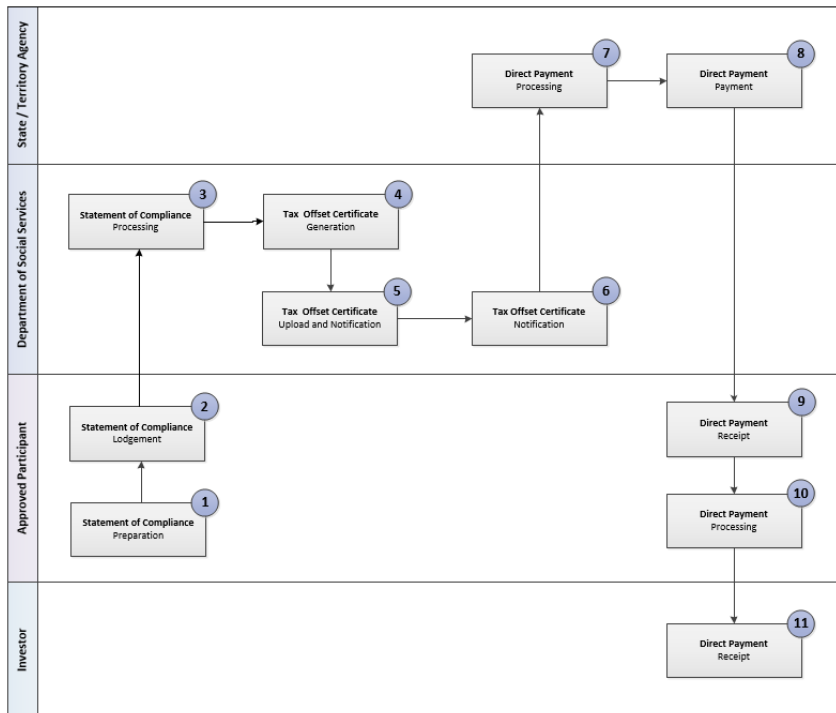 State / Territory Agency
7
Direct Payment
Processing
8
Direct Payment
Payment
Department of Social Services
3
Statement of Compliance
Processing
4
Tax Offset Certificate
Generation
5
Tax Offset Certificate
Upload and Notification
6
Tax Offset Certificate
Notification
Approved Participant
2
Statement of Compliance
Lodgement
1
Statement of Compliance
Preparation
9
Direct Payment
Receipt
10
Direct Payment
Processing
Investor
11
Direct Payment
Receipt